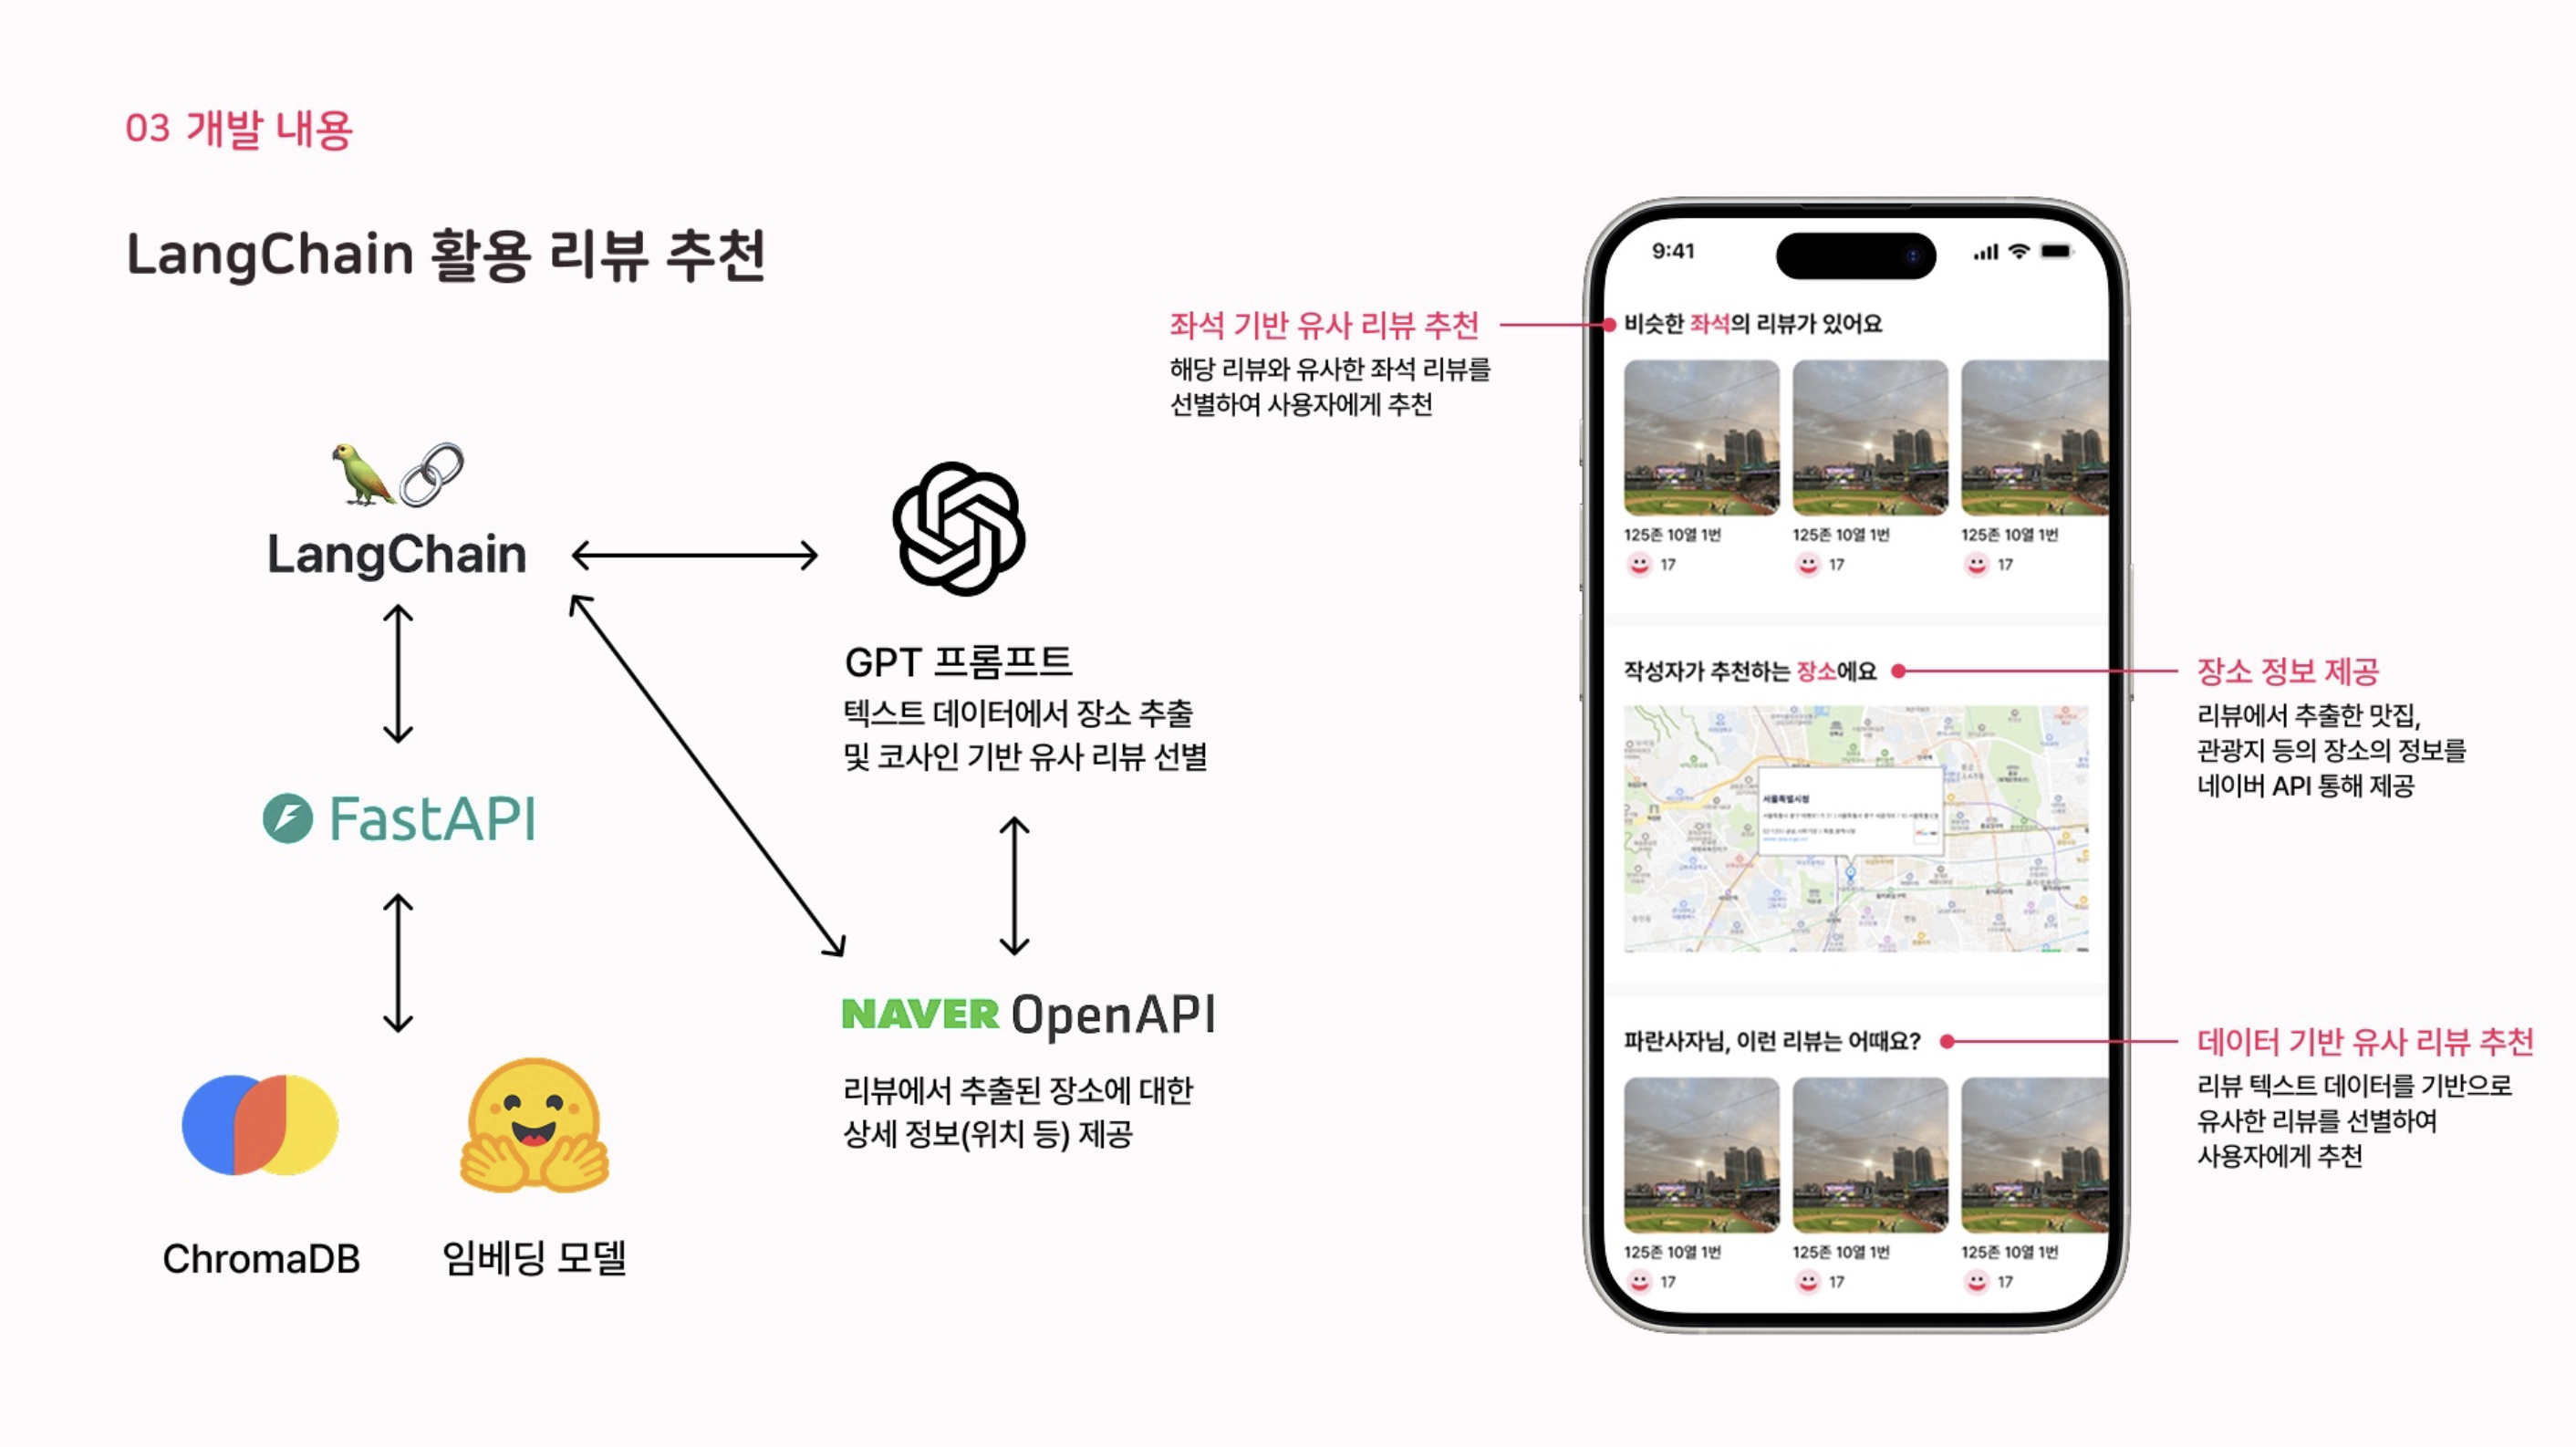 03 개발 내용
LangChain 활용 리뷰 추천
LangChain
FastAPI
ChromaDB
임베딩 모델
GPT 프롬프트
텍스트 데이터에서 장소 추출
및 코사인 기반 유사 리뷰 선별
NAVER OpenAPI
리뷰에서 추출된 장소에 대한
상세 정보(위치 등) 제공
좌석 기반 유사 리뷰 추천
해당 리뷰와 유사한 좌석 리뷰를
선별하여 사용자에게 추천
9:41
비슷한 좌석의 리뷰가 있어요
125존 10열 1번
125존 10열 1번
125존 10열 1번
17
17
17
작성자가 추천하는 장소에요
서울특별시청
파란사자님, 이런 리뷰는 어때요?
125존 10열 1번
125존 10열 1번
125존 10열 1번
17
17
17
장소 정보 제공
리뷰에서 추출한 맛집,
관광지 등의 장소의 정보를
네이버 API 통해 제공
데이터 기반 유사 리뷰 추천
리뷰 텍스트 데이터를 기반으로
유사한 리뷰를 선별하여
사용자에게 추천